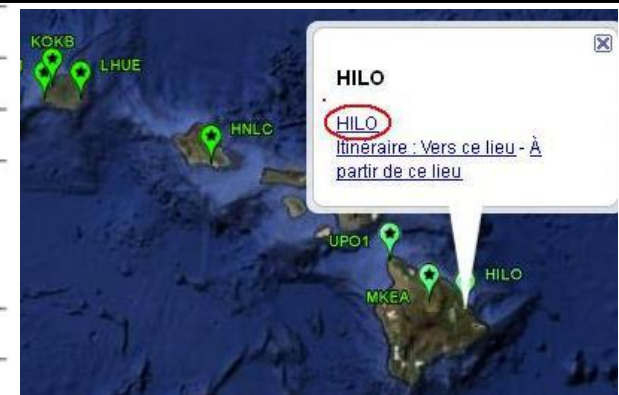 KOKB
LHUE
HNLC
UPO1
MKEA
HILO
HILO
HILO
Itinéraire : Vers ce lieu - À
partir de ce lieu